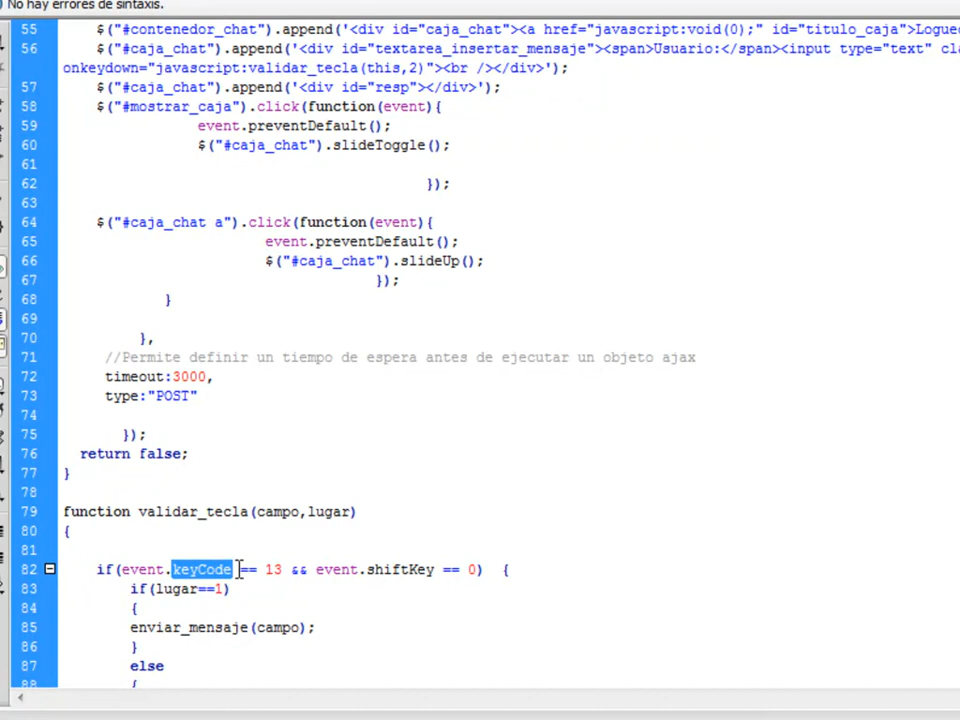 No hay errores de sintaxis.
55 $("#contenedor_chat").append('<div id="caja_chat"><a href="javascript:void(0);" id="titulo_caja">Logue
56 $("#caja_chat").append('<div id="textarea_insertar_mensaje"><span>Usuario:</span><input type="text" cla
onkeydown="javascript:validar_tecla(this,2)"><br /></div>');
57 $("#caja_chat").append('<div id="resp"></div>');
58 $("#mostrar_caja").click(function(event){
59 event.preventDefault();
60 $("#caja_chat").slideToggle();
61
62 });
63
64 $("#caja_chat a").click(function(event){
65 event.preventDefault();
66 $("#caja_chat").slideUp();
67 });
68 }
69
70 },
71 //Permite definir un tiempo de espera antes de ejecutar un objeto ajax
72 timeout:3000,
73 type:"POST"
74
75 });
76 return false;
77 }
78
79 function validar_tecla(campo,lugar)
80 {
81
82 if(event.keyCode == 13 && event.shiftKey == 0) {
83 if(lugar==1)
84 {
85 enviar_mensaje(campo);
86 }
87 else
88 {